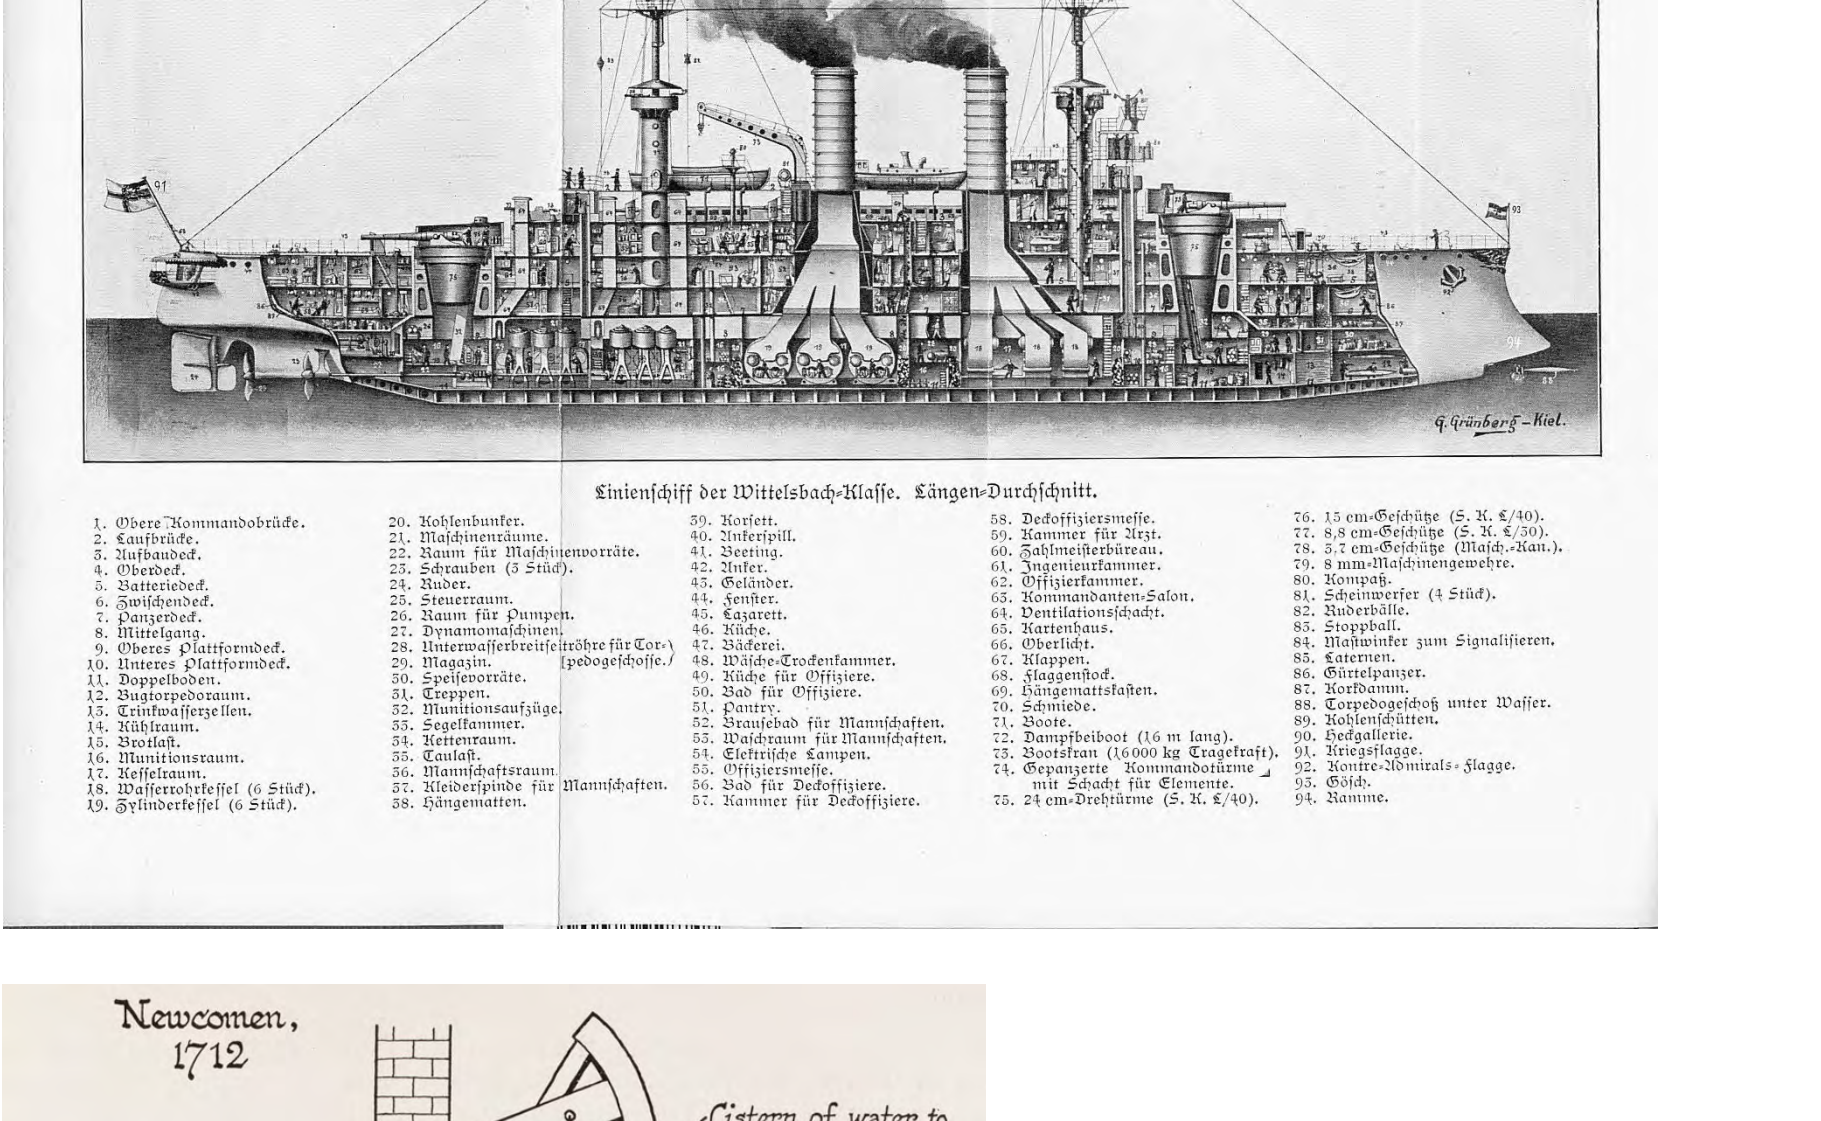 91
93
94
88
G. Grünberg – Kiel.
Linienschiff der Wittelsbach=Klasse. Längen=Durchschnitt.
1. Obere Kommandobrücke.
2. Laufbrücke.
3. Aufbaudeck.
4. Oberdeck.
5. Batteriedeck.
6. Zwischendeck.
7. Panzerdeck.
8. Mittelgang.
9. Oberes Plattformdeck.
10. Unteres Plattformdeck.
11. Doppelboden.
12. Bugtorpedoraum.
13. Trinkwasserzellen.
14. Kühlraum.
15. Brotlast.
16. Munitionsraum.
17. Kesselraum.
18. Wasserrohrkessel (6 Stück).
19. Zylinderkessel (6 Stück).
20. Kohlenbunker.
21. Maschinenräume.
22. Raum für Maschinenvorräte.
23. Schrauben (3 Stück).
24. Ruder.
25. Steuerraum.
26. Raum für Pumpen.
27. Dynamomaschinen.
28. Unterwasserbreitseitröhre für Tor=\
29. Magazin. [pedogeschosse./
30. Speisevorräte.
31. Treppen.
32. Munitionsaufzüge.
33. Segelkammer.
34. Kettenraum.
35. Taulast.
36. Mannschaftsraum.
37. Kleiderspinde für Mannschaften.
38. Hängematten.
39. Korsett.
40. Ankerspill.
41. Beeting.
42. Anker.
43. Geländer.
44. Fenster.
45. Lazarett.
46. Küche.
47. Bäckerei.
48. Wäsche=Trockenkammer.
49. Küche für Offiziere.
50. Bad für Offiziere.
51. Pantry.
52. Brausebad für Mannschaften.
53. Waschraum für Mannschaften.
54. Elektrische Lampen.
55. Offiziersmesse.
56. Bad für Deckoffiziere.
57. Kammer für Deckoffiziere.
58. Deckoffiziersmesse.
59. Kammer für Arzt.
60. Zahlmeisterbüreau.
61. Ingenieurkammer.
62. Offizierkammer.
63. Kommandanten=Salon.
64. Ventilationsschacht.
65. Kartenhaus.
66. Oberlicht.
67. Klappen.
68. Flaggenstock.
69. Hängemattskasten.
70. Schmiede.
71. Boote.
72. Dampfbeiboot (16 m lang).
73. Bootskran (16000 kg Tragekraft).
74. Gepanzerte Kommandotürme
mit Schacht für Elemente.
75. 24 cm=Drehtürme (S. K. L/40).
76. 15 cm=Geschütze (S. K. L/40).
77. 8,8 cm=Geschütze (S. K. L/30).
78. 3,7 cm=Geschütze (Masch.=Kan.).
79. 8 mm=Maschinengewehre.
80. Kompaß.
81. Scheinwerfer (4 Stück).
82. Ruderbälle.
83. Stoppball.
84. Mastwinker zum Signalisieren.
85. Laternen.
86. Gürtelpanzer.
87. Korkdamm.
88. Torpedogeschoß unter Wasser.
89. Kohlenschütten.
90. Heckgallerie.
91. Kriegsflagge.
92. Kontre=Admirals=Flagge.
93. Gösch.
94. Ramme.
Newcomen,
1712
Cistern of water to